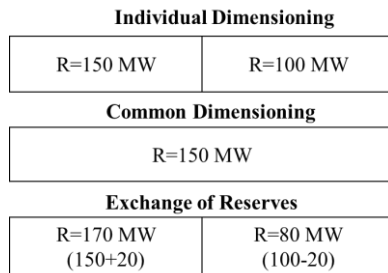 Individual Dimensioning
R=150 MW R=100 MW
Common Dimensioning
R=150 MW
Exchange of Reserves
R=170 MW R=80 MW
(150+20) (100-20)